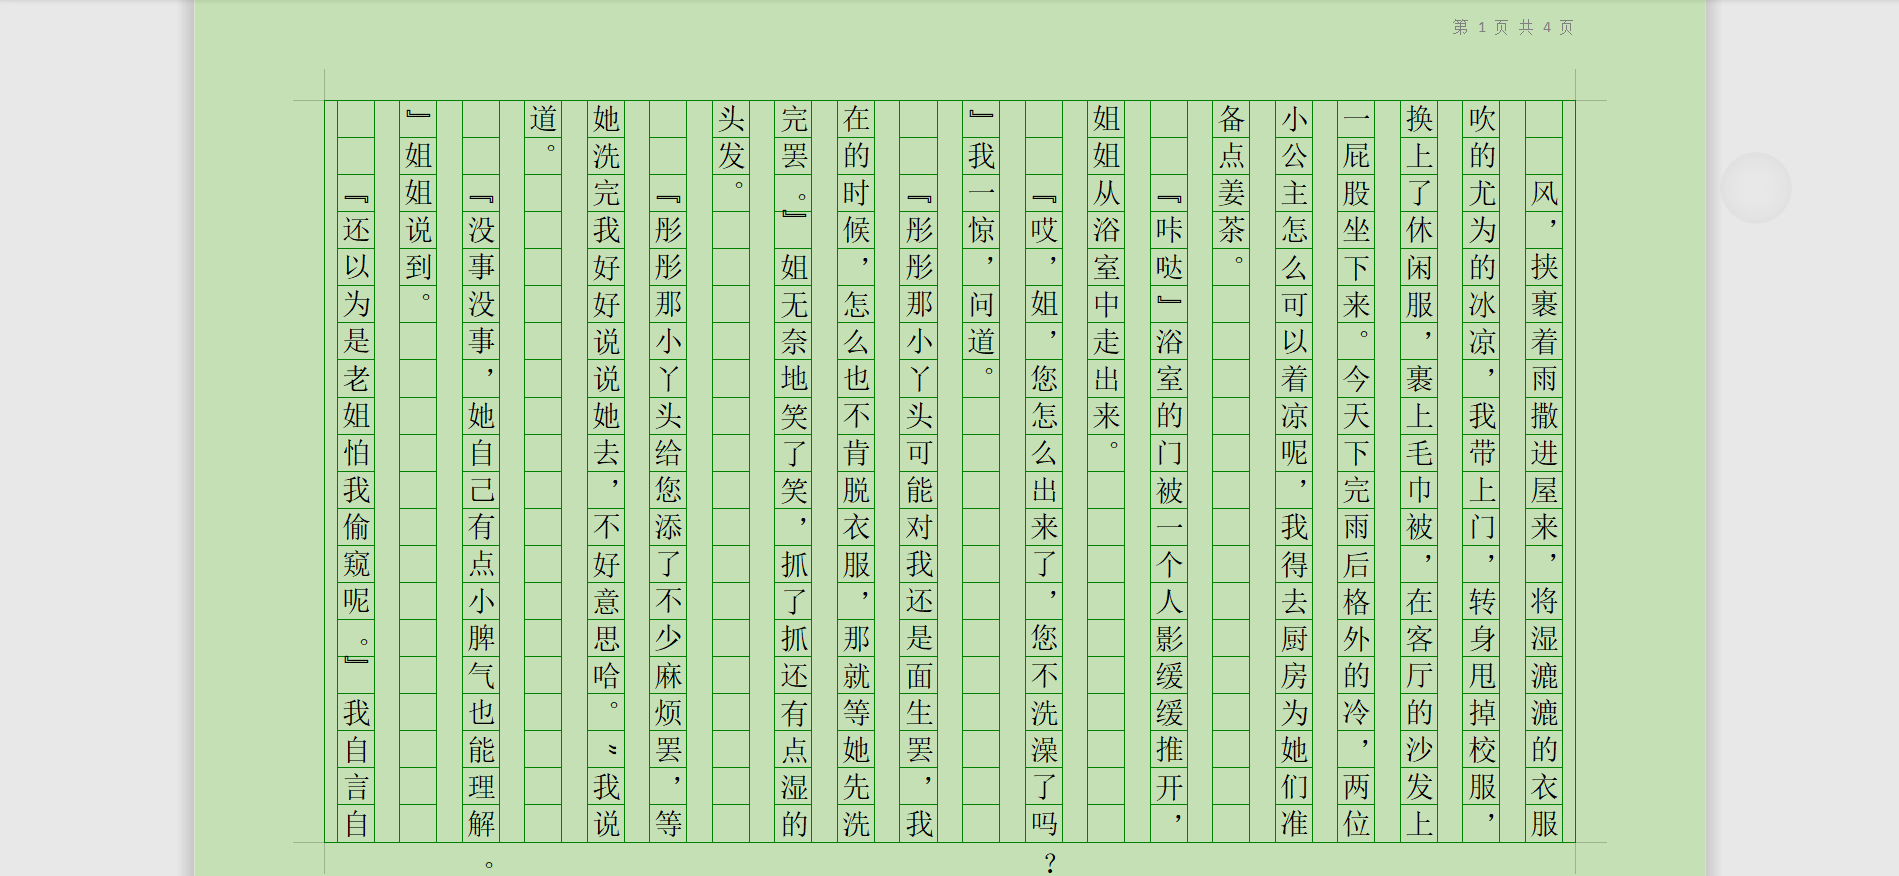 第 1 页 共 4 页
风，挟裹着雨撒进屋来，将湿漉漉的衣服
吹的尤为的冰凉，我带上门，转身甩掉校服，
换上了休闲服，裹上毛巾被，在客厅的沙发上
一屁股坐下来。今天下完雨后格外的冷，两位
小公主怎么可以着凉呢，我得去厨房为她们准
备点姜茶。
『咔哒』浴室的门被一个人影缓缓推开，
姐姐从浴室中走出来。
『哎，姐，您怎么出来了，您不洗澡了吗？
』我一惊，问道。
『彤彤那小丫头可能对我还是面生罢，我
在的时候，怎么也不肯脱衣服，那就等她先洗
完罢。』姐无奈地笑了笑，抓了抓还有点湿的
头发。
『彤彤那小丫头给您添了不少麻烦罢，等
她洗完我好好说说她去，不好意思哈。”我说
道。
『没事没事，她自己有点小脾气也能理解。
』姐姐说到。
『还以为是老姐怕我偷窥呢。』我自言自